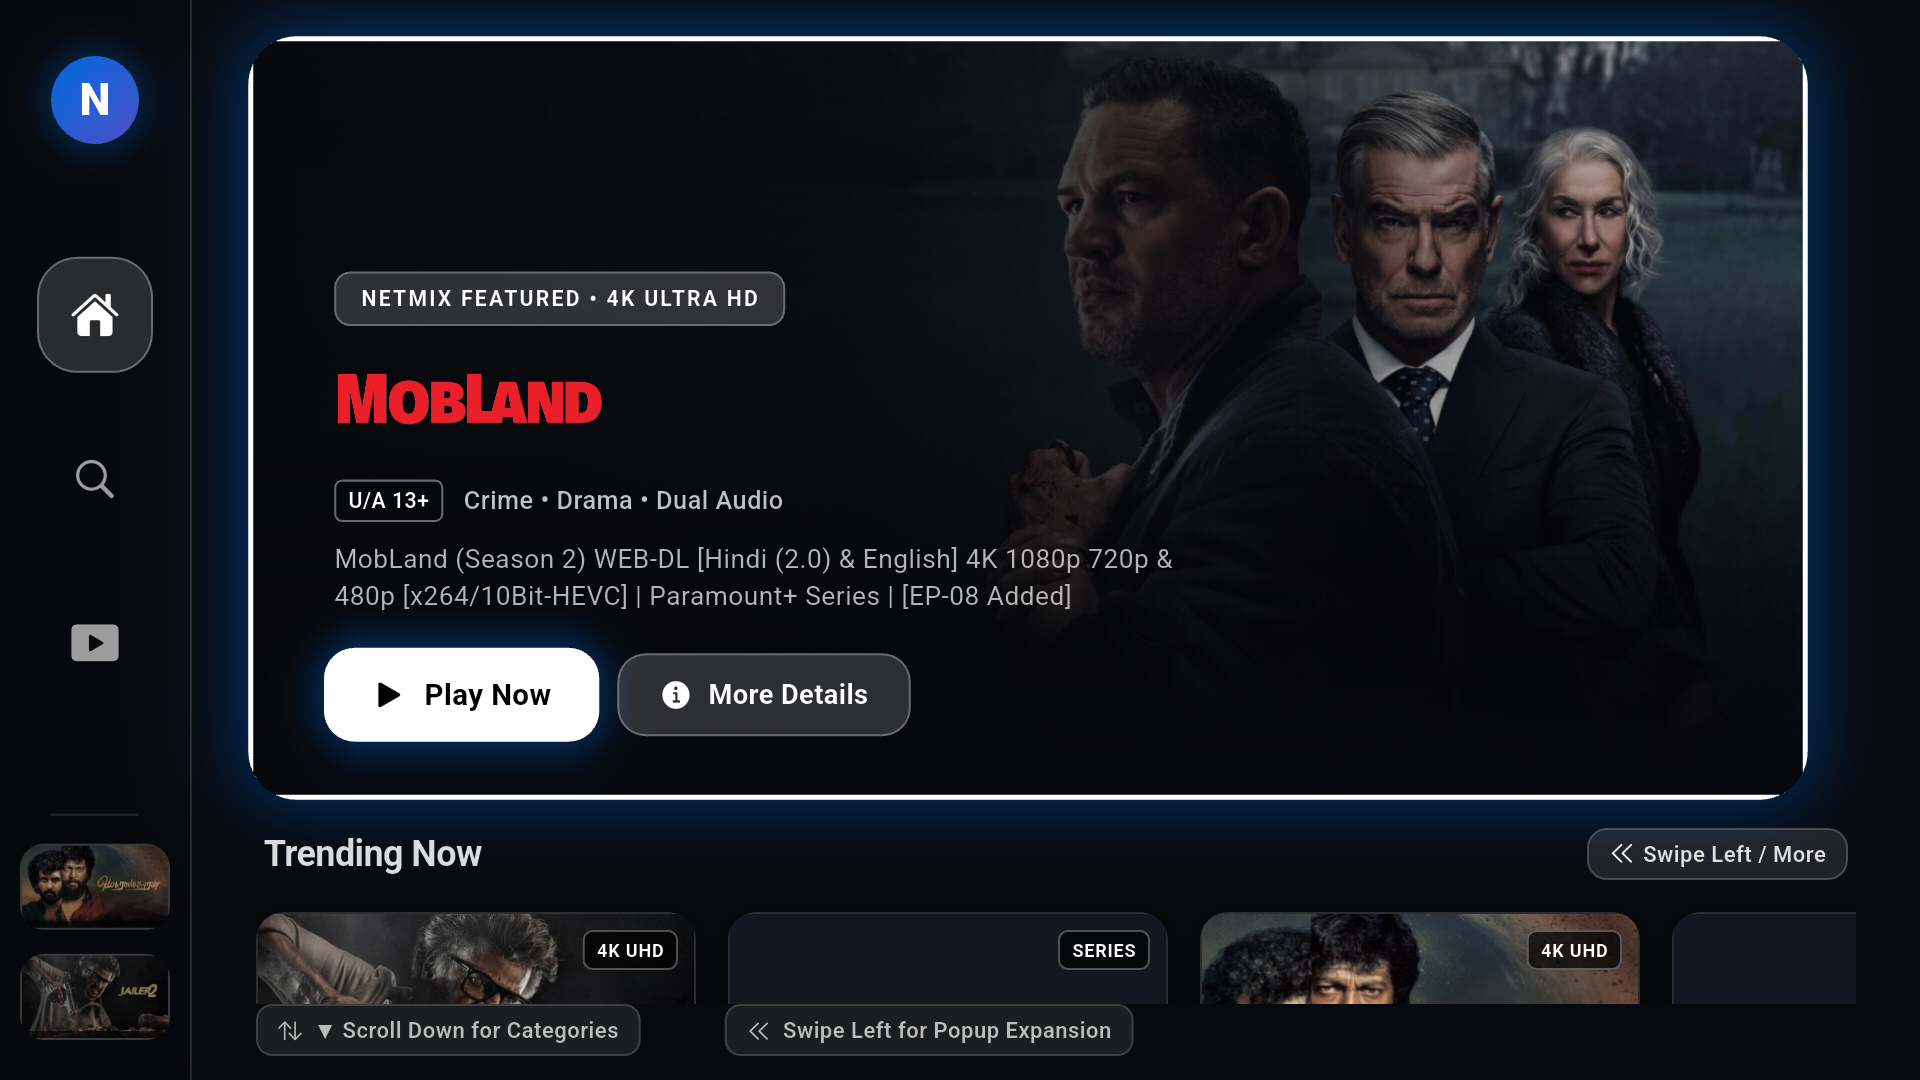 N
NETMIX FEATURED • 4K ULTRA HD
MOBLAND
U/A 13+ Crime • Drama • Dual Audio
MobLand (Season 2) WEB-DL [Hindi (2.0) & English] 4K 1080p 720p &
480p [x264/10Bit-HEVC] | Paramount+ Series | [EP-08 Added]
Play Now
More Details
Trending Now
Swipe Left / More
4K UHD
SERIES
4K UHD
JAILER 2
▼ Scroll Down for Categories
Swipe Left for Popup Expansion